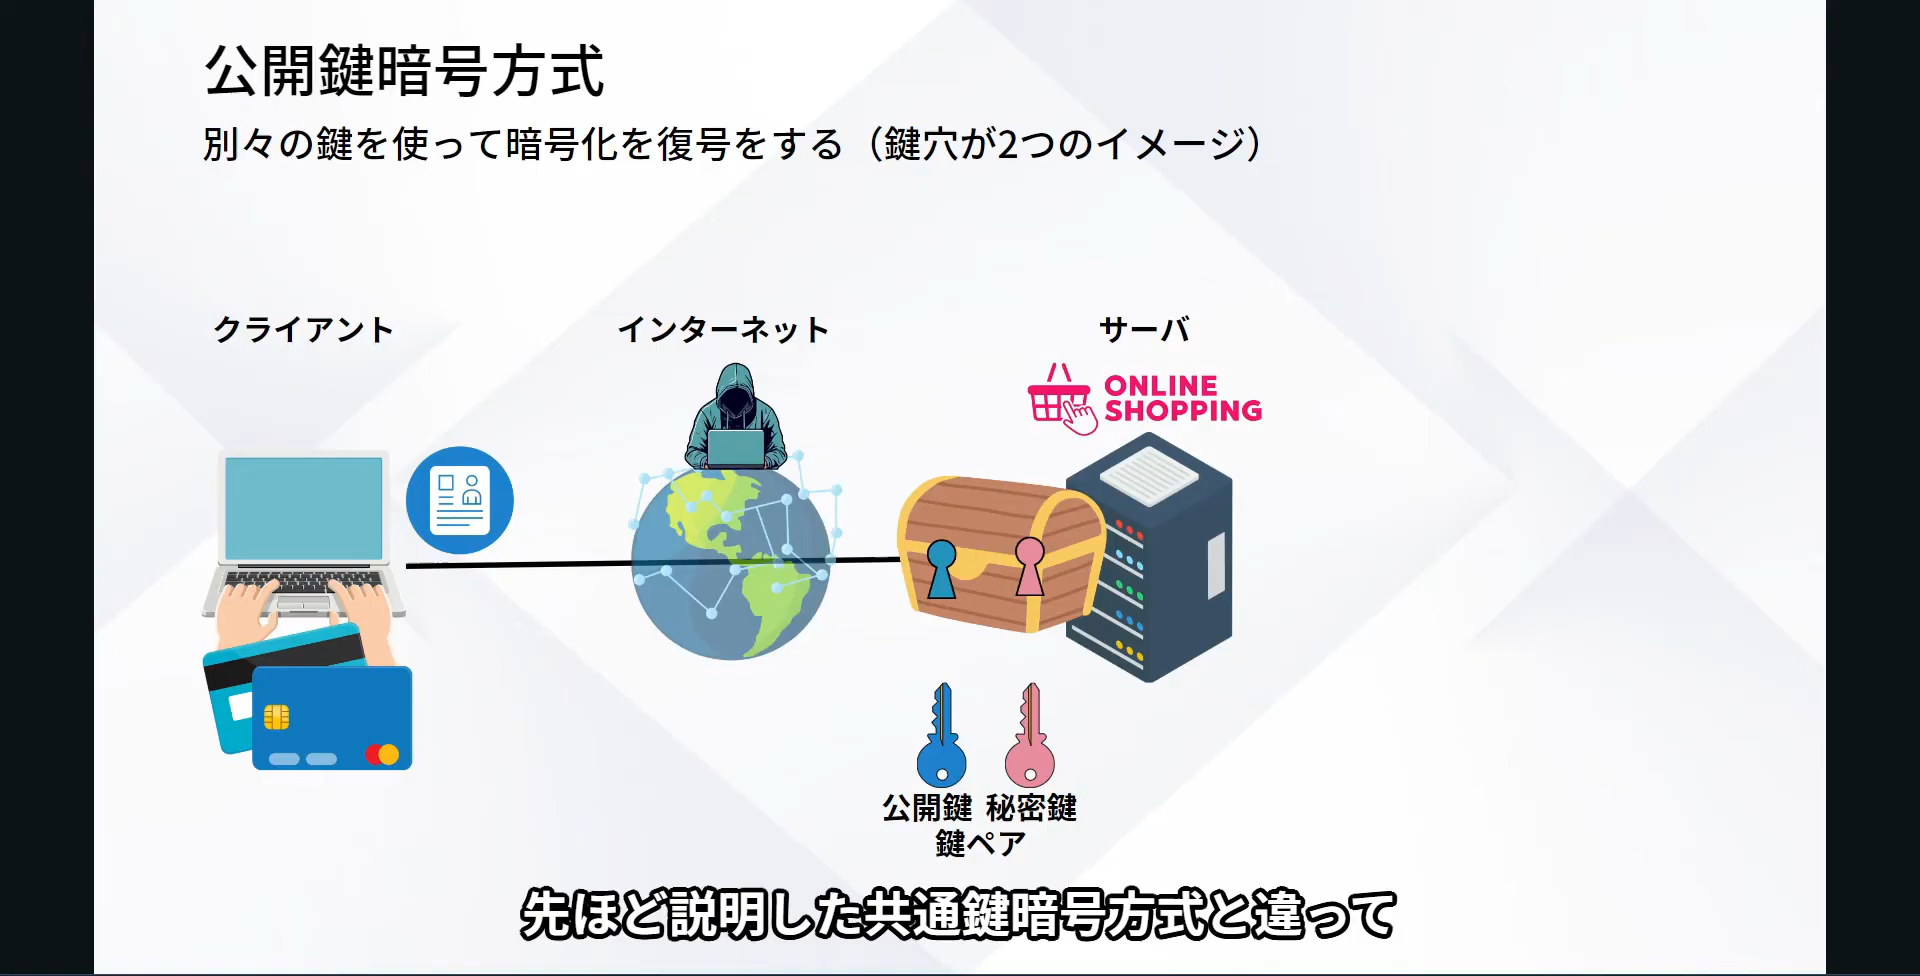 公開鍵暗号方式
別々の鍵を使って暗号化を復号をする（鍵穴が2つのイメージ）
クライアント
インターネット
サーバ
ONLINE
SHOPPING
公開鍵 秘密鍵
鍵ペア
先ほど説明した共通鍵暗号方式と違って